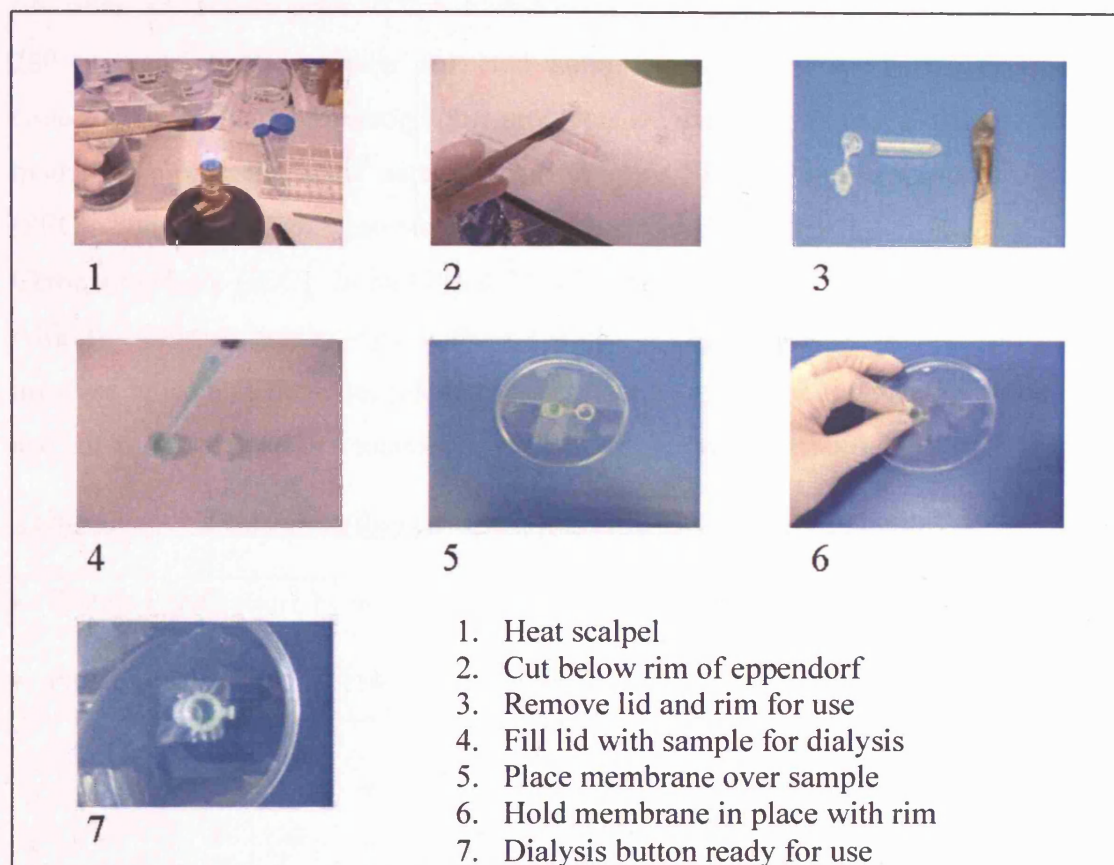 1
2
3
4
5
6
7
1. Heat scalpel
2. Cut below rim of eppendorf
3. Remove lid and rim for use
4. Fill lid with sample for dialysis
5. Place membrane over sample
6. Hold membrane in place with rim
7. Dialysis button ready for use